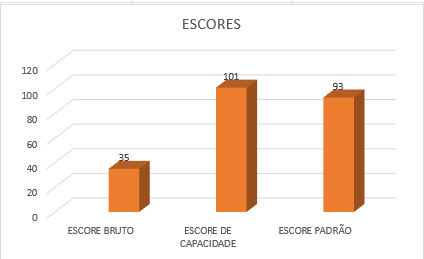 ESCORES
120
100
80
60
40
20
0
35
101
93
ESCORE BRUTO
ESCORE DE
CAPACIDADE
ESCORE PADRÃO